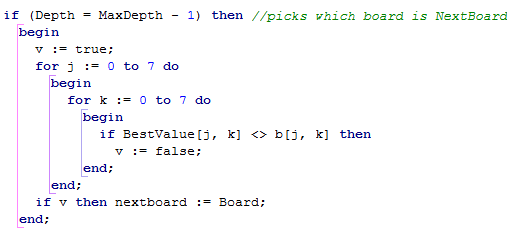 if (Depth = MaxDepth - 1) then //picks which board is NextBoard
begin
v := true;
for j := 0 to 7 do
begin
for k := 0 to 7 do
begin
if BestValue[j, k] <> b[j, k] then
v := false;
end;
end;
if v then nextboard := Board;
end;